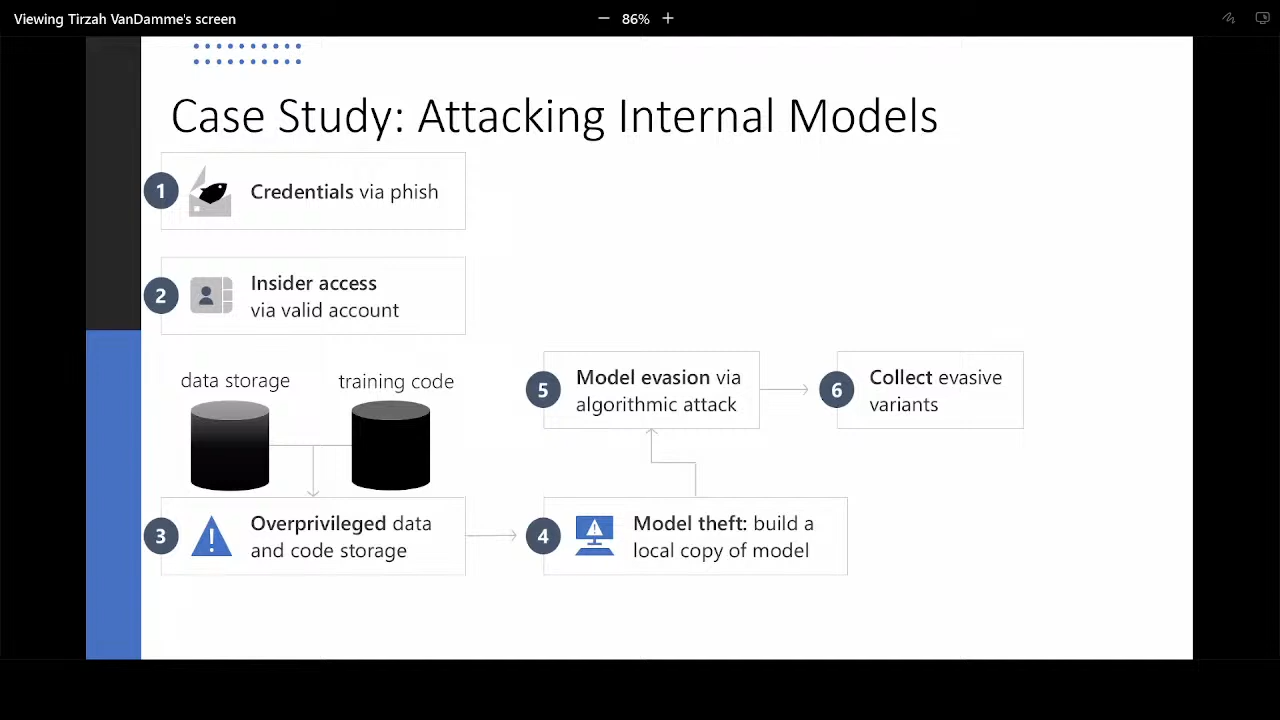 Viewing Tirzah VanDamme's screen
86%
Case Study: Attacking Internal Models
1
Credentials via phish
2
Insider access
via valid account
data storage
training code
3
Overprivileged data
and code storage
4
Model theft: build a
local copy of model
5
Model evasion via
algorithmic attack
6
Collect evasive
variants